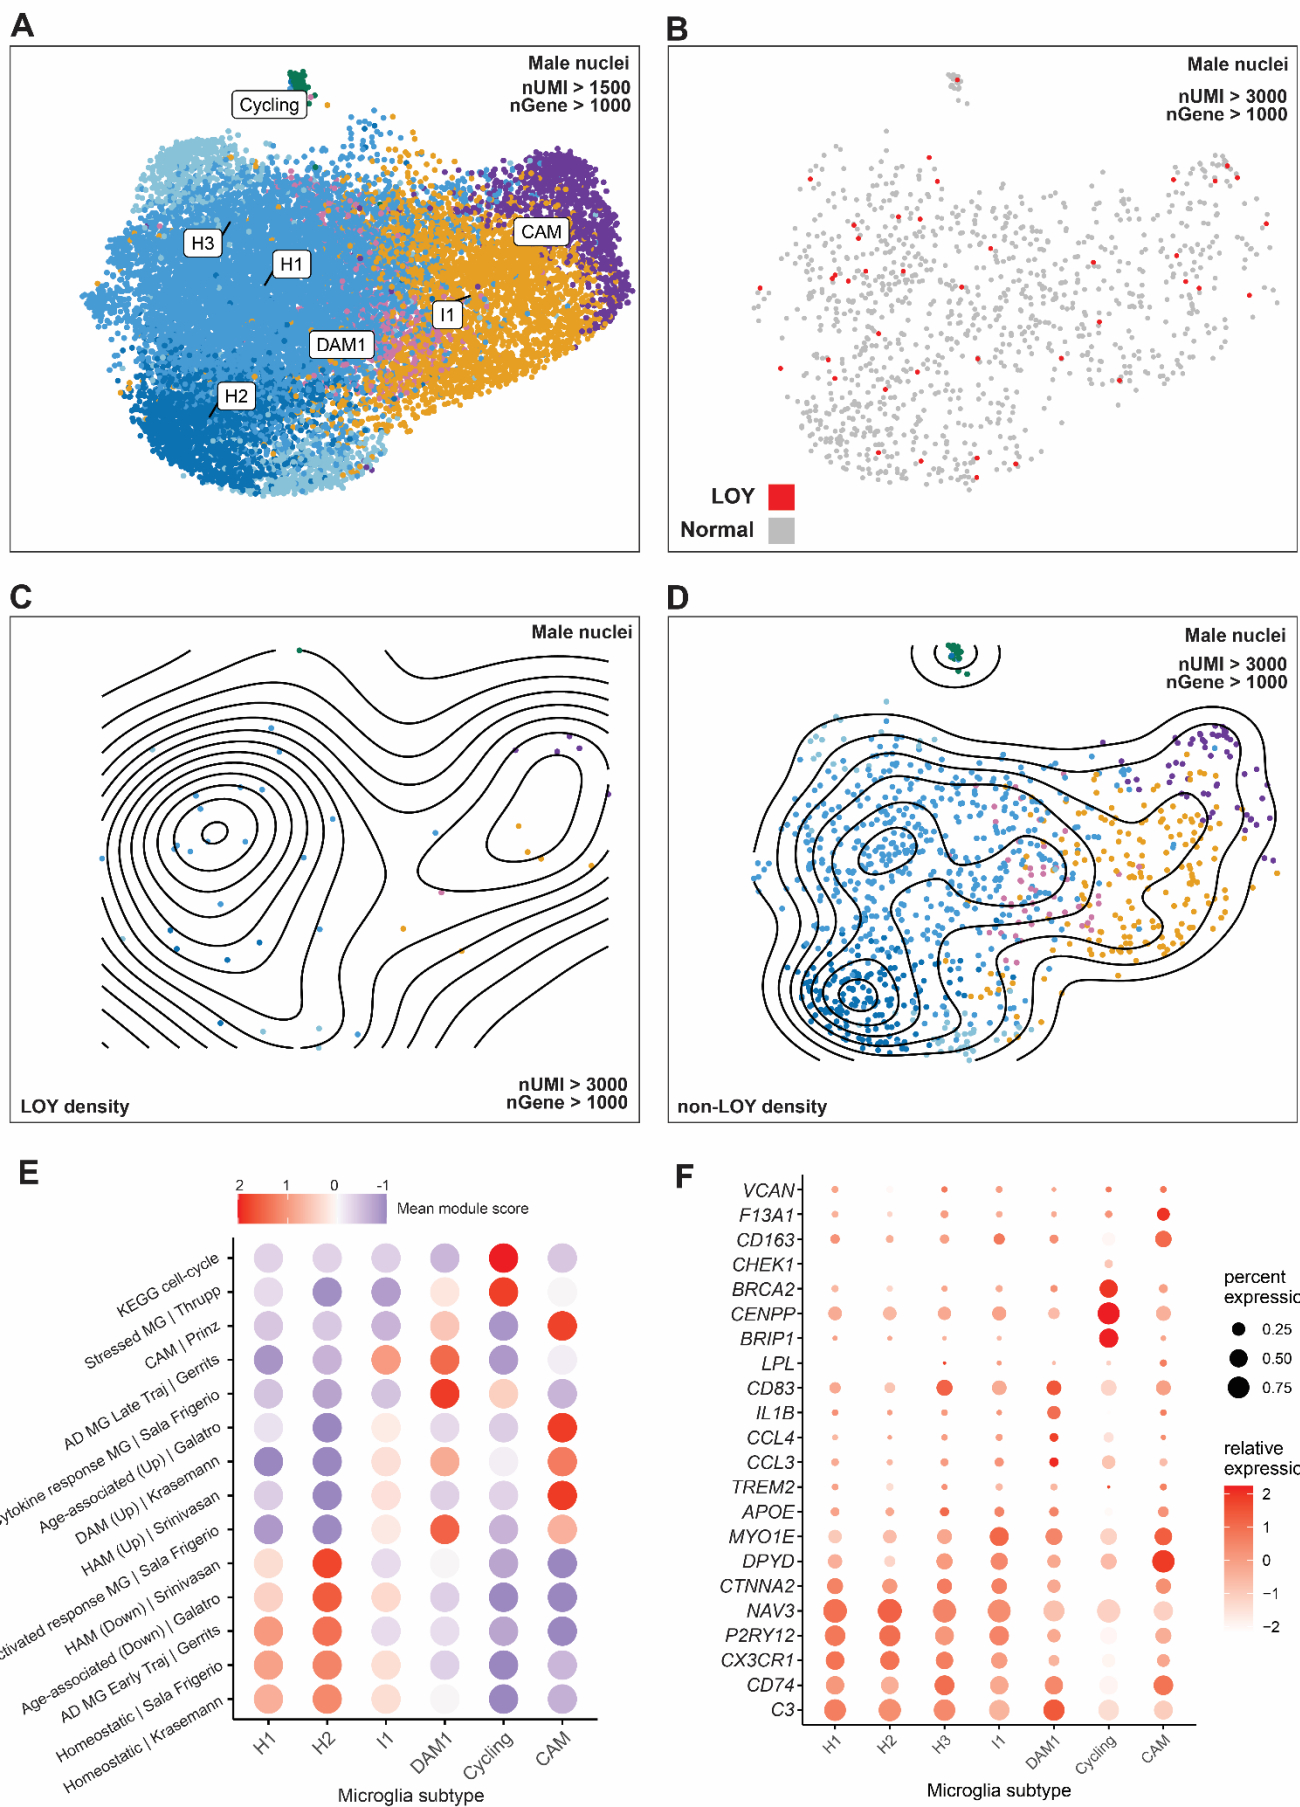 A
Male nuclei
nUMI > 1500
nGene > 1000
Cycling
H3
H1
CAM
I1
DAM1
H2
B
Male nuclei
nUMI > 3000
nGene > 1000
LOY
Normal
C
Male nuclei
nUMI > 3000
nGene > 1000
LOY density
D
Male nuclei
nUMI > 3000
nGene > 1000
non-LOY density
E
2 1 0 -1
Mean module score
KEGG cell-cycle
Stressed MG | Thrupp
CAM | Prinz
AD MG Late Traj | Gerrits
ytokine response MG | Sala Frigerio
Age-associated (Up) | Galatro
DAM (Up) | Krasemann
HAM (Up) | Srinivasan
ctivated response MG | Sala Frigerio
HAM (Down) | Srinivasan
Age-associated (Down) | Galatro
AD MG Early Traj | Gerrits
Homeostatic | Sala Frigerio
Homeostatic | Krasemann
H1 H2 I1 DAM1 Cycling CAM
Microglia subtype
F
VCAN
F13A1
CD163
CHEK1
BRCA2
CENPP
BRIP1
LPL
CD83
IL1B
CCL4
CCL3
TREM2
APOE
MYO1E
DPYD
CTNNA2
NAV3
P2RY12
CX3CR1
CD74
C3
H1 H2 H3 I1 DAM1 Cycling CAM
Microglia subtype
percent
expressio
0.25
0.50
0.75
relative
expressio
2
1
0
−1
−2